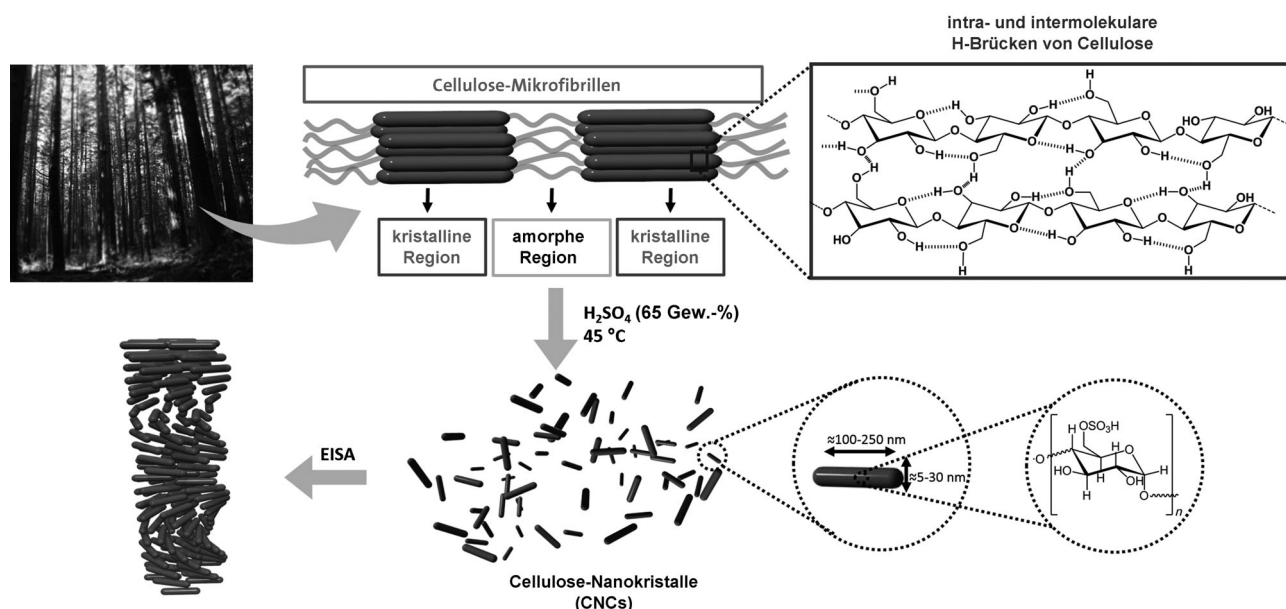 intra- und intermolekulare
H-Brücken von Cellulose
Cellulose-Mikrofibrillen
kristalline
Region
amorphe
Region
kristalline
Region
H₂SO₄ (65 Gew.-%)
45 °C
EISA
≈100-250 nm
≈5-30 nm
OSO₃H
H
H
H
O
O
HO
HO
H
H
OH
H
O
n
Cellulose-Nanokristalle
(CNCs)